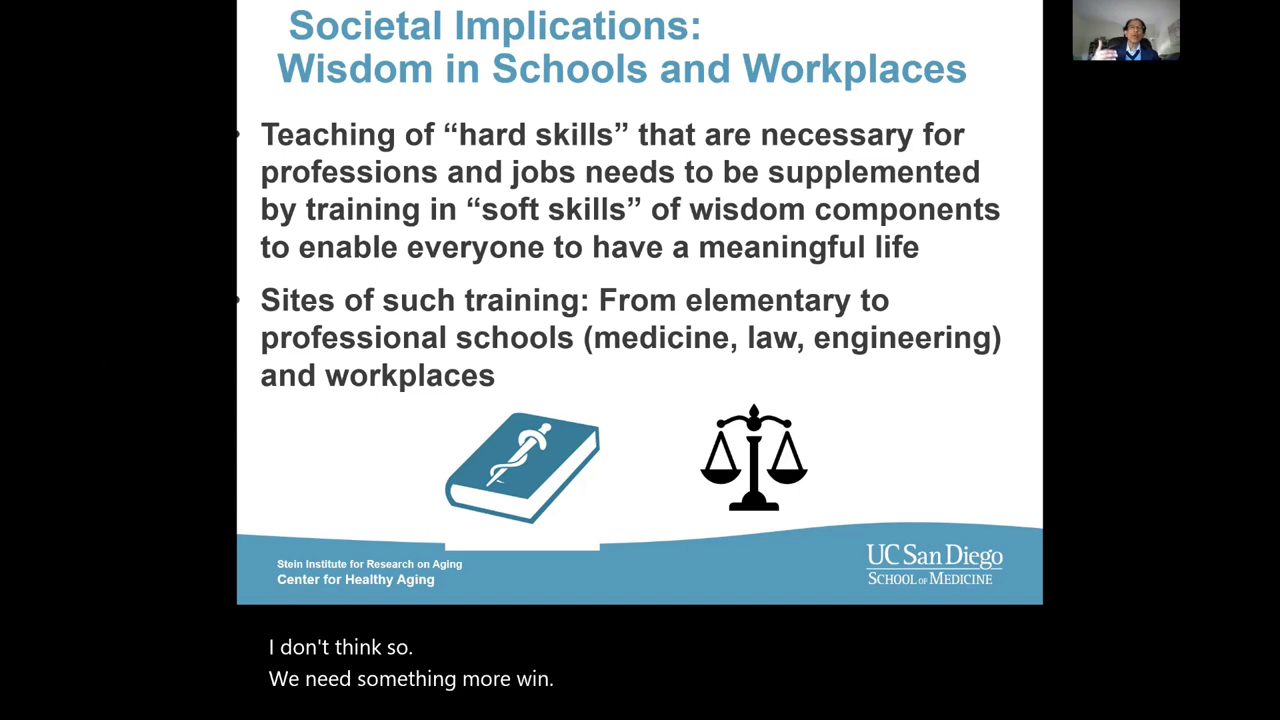 Societal Implications:
Wisdom in Schools and Workplaces
• Teaching of “hard skills” that are necessary for
professions and jobs needs to be supplemented
by training in “soft skills” of wisdom components
to enable everyone to have a meaningful life
• Sites of such training: From elementary to
professional schools (medicine, law, engineering)
and workplaces
Stein Institute for Research on Aging
Center for Healthy Aging
UC San Diego
SCHOOL OF MEDICINE
I don't think so.
We need something more win.